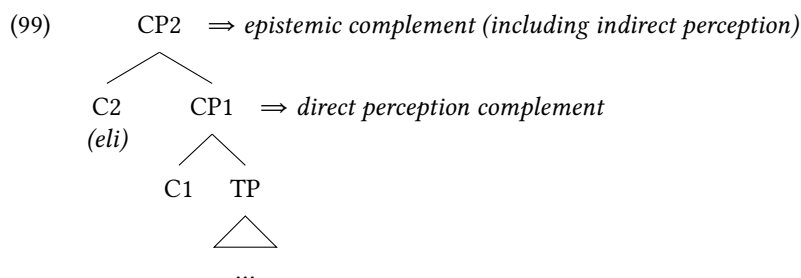 (99) CP2 ⇒ epistemic complement (including indirect perception)
C2 CP1 ⇒ direct perception complement
(eli)
C1 TP
...